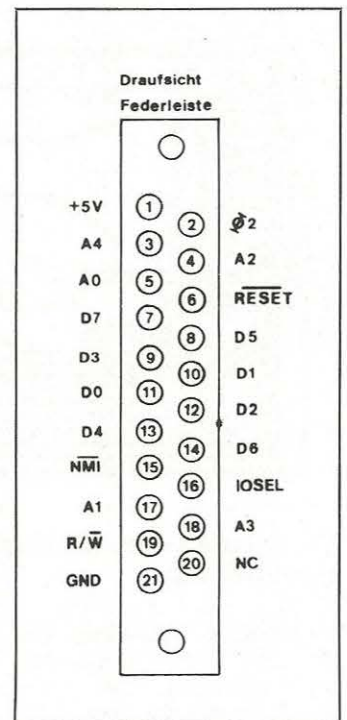 Draufsicht
Federleiste
+5V 1
2 ϕ2
A4 3
4 A2
A0 5
6 R̅E̅S̅E̅T̅
D7 7
8 D5
D3 9
10 D1
D0 11
12 D2
D4 13
14 D6
N̅M̅I̅ 15
16 IOSEL
A1 17
18 A3
R/W̅ 19
20 NC
GND 21